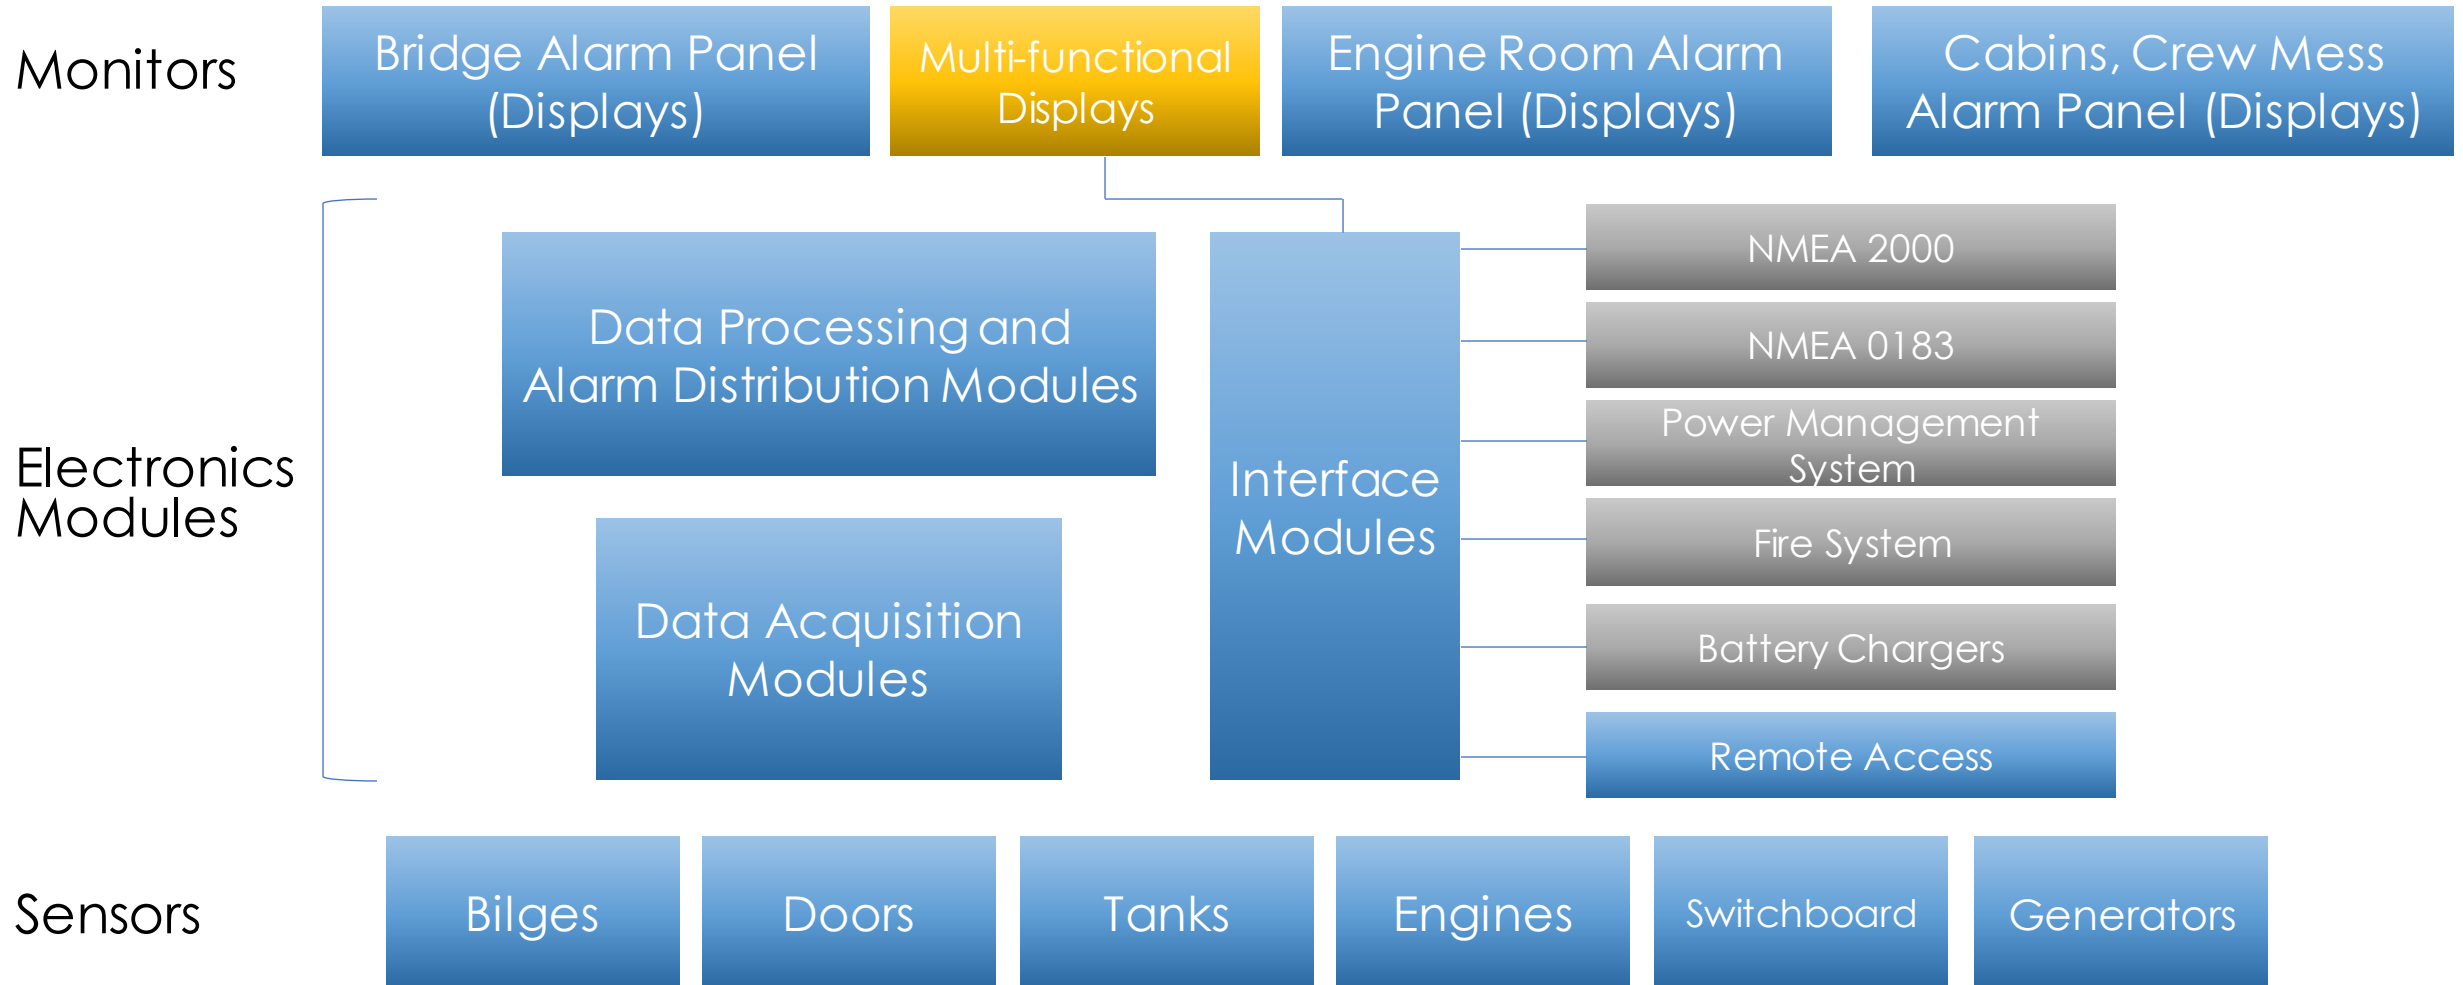 Monitors
Bridge Alarm Panel
(Displays)
Multi-functional
Displays
Engine Room Alarm
Panel (Displays)
Cabins, Crew Mess
Alarm Panel (Displays)
Electronics
Modules
Data Processing and
Alarm Distribution Modules
Data Acquisition
Modules
Interface
Modules
NMEA 2000
NMEA 0183
Power Management
System
Fire System
Battery Chargers
Remote Access
Sensors
Bilges
Doors
Tanks
Engines
Switchboard
Generators